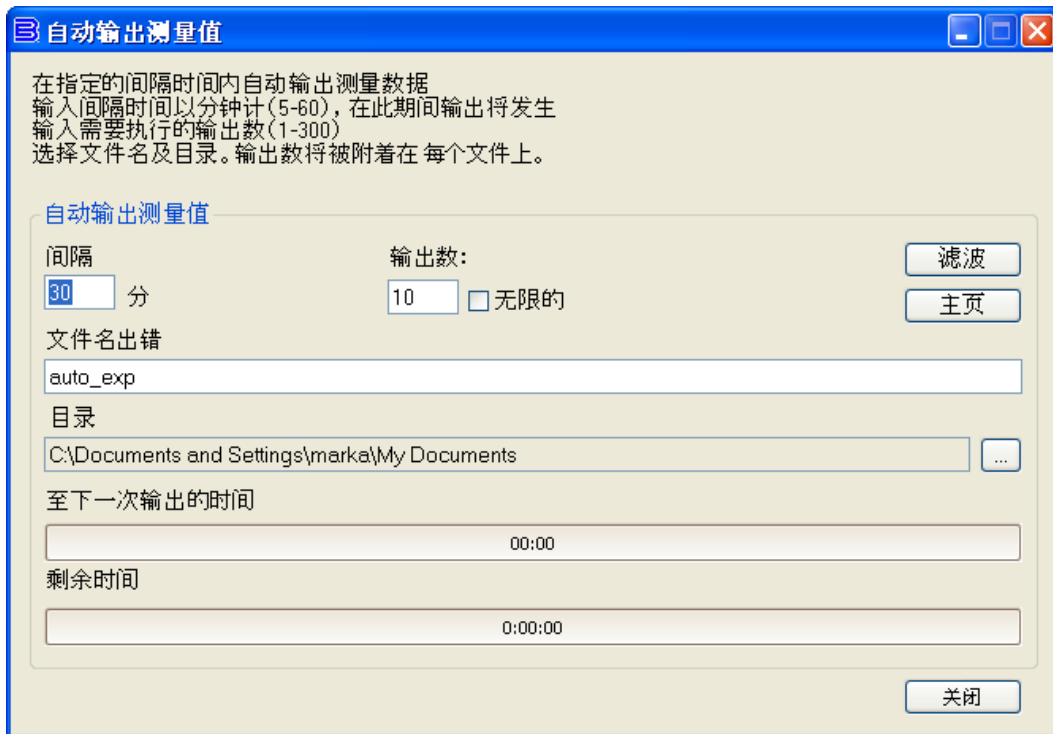 自动输出测量值
在指定的间隔时间内自动输出测量数据
输入间隔时间以分钟计(5-60), 在此期间输出将发生
输入需要执行的输出数(1-300)
选择文件名及目录。输出数将被附着在 每个文件上。
自动输出测量值
间隔 输出数: 滤波
30 分 10 无限的 主页
文件名出错
auto_exp
目录
C:\Documents and Settings\marka\My Documents ...
至下一次输出的时间
00:00
剩余时间
0:00:00
关闭